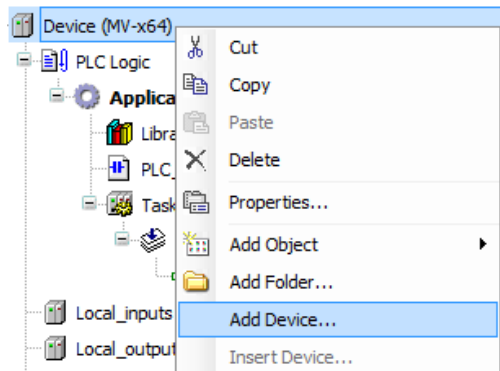 Device (MV-x64)
PLC Logic
Cut
Applica
Copy
Libra
Paste
PLC_
Delete
Task
Properties...
Add Object
Add Folder...
Local_inputs
Add Device...
Local_output
Insert Device...